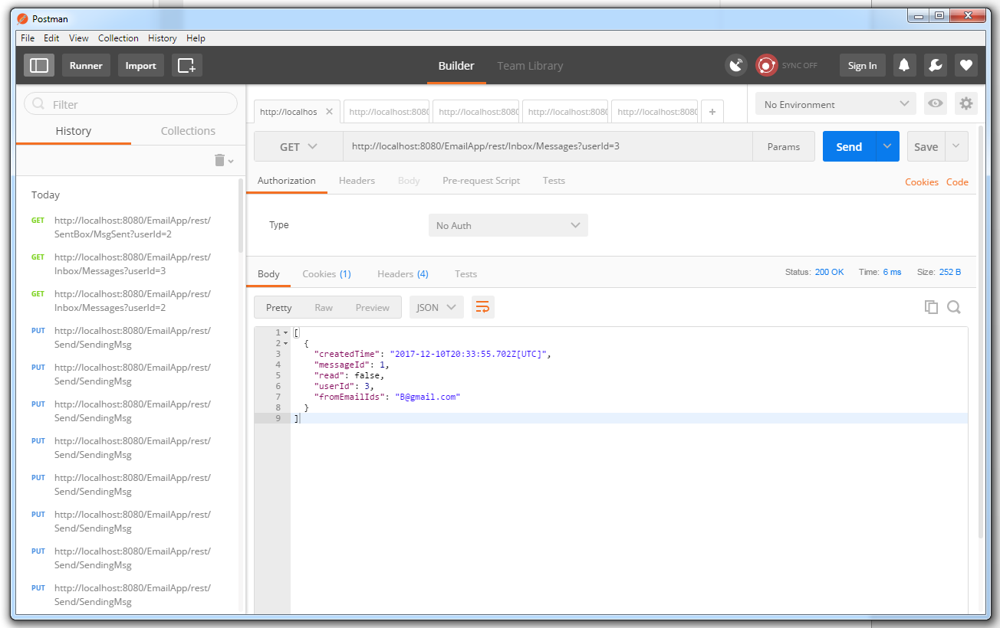 Postman
File Edit View Collection History Help
Runner Import Builder Team Library SYNC OFF Sign In
Filter
History Collections
Today
GET http://localhost:8080/EmailApp/rest/
SentBox/MsgSent?userId=2
GET http://localhost:8080/EmailApp/rest/
Inbox/Messages?userId=3
GET http://localhost:8080/EmailApp/rest/
Inbox/Messages?userId=2
PUT http://localhost:8080/EmailApp/rest/
Send/SendingMsg
PUT http://localhost:8080/EmailApp/rest/
Send/SendingMsg
PUT http://localhost:8080/EmailApp/rest/
Send/SendingMsg
PUT http://localhost:8080/EmailApp/rest/
Send/SendingMsg
PUT http://localhost:8080/EmailApp/rest/
Send/SendingMsg
PUT http://localhost:8080/EmailApp/rest/
Send/SendingMsg
PUT http://localhost:8080/EmailApp/rest/
Send/SendingMsg
PUT http://localhost:8080/EmailApp/rest/
Send/SendingMsg
http://localhos http://localhost:8080 http://localhost:8080 http://localhost:8080 http://localhost:8080 +
No Environment
GET http://localhost:8080/EmailApp/rest/Inbox/Messages?userId=3 Params Send Save
Authorization Headers Body Pre-request Script Tests Cookies Code
Type No Auth
Body Cookies (1) Headers (4) Tests Status: 200 OK Time: 6 ms Size: 252 B
Pretty Raw Preview JSON
1 [
2 {
3 "createdTime": "2017-12-10T20:33:55.702Z[UTC]",
4 "messageId": 1,
5 "read": false,
6 "userId": 3,
7 "fromEmailIds": "B@gmail.com"
8 }
9 ]